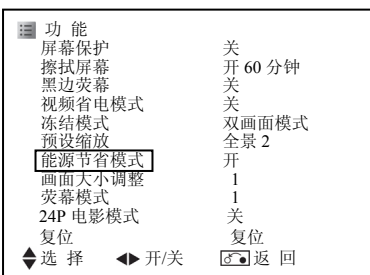 功 能
屏幕保护 关
擦拭屏幕 开 60 分钟
黑边荧幕 关
视频省电模式 关
冻结模式 双画面模式
预设缩放 全景 2
能源节省模式 开
画面大小调整 1
荧幕模式 1
24P 电影模式 关
复位 复位
选 择 开/关 返 回